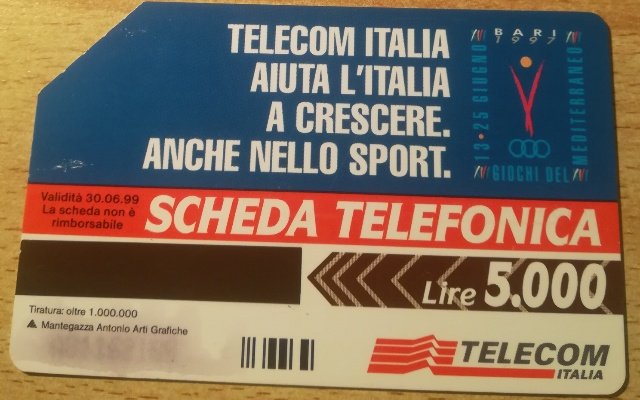 TELECOM ITALIA
AIUTA L'ITALIA
A CRESCERE.
ANCHE NELLO SPORT.
BARI
1997
13·25 GIUGNO
GIOCHI DEL
MEDITERRANEO
Validità 30.06.99
La scheda non è
rimborsabile
SCHEDA TELEFONICA
Lire 5.000
Tiratura: oltre 1.000.000
Mantegazza Antonio Arti Grafiche
TELECOM
ITALIA